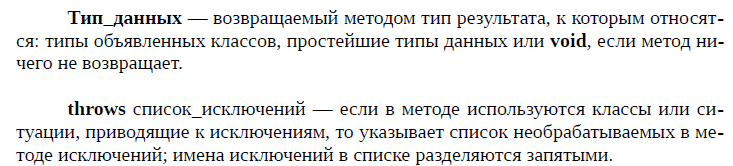 Тип_данных — возвращаемый методом тип результата, к которым относят-
ся: типы объявленных классов, простейшие типы данных или void, если метод ни-
чего не возвращает.
throws список_исключений — если в методе используются классы или си-
туации, приводящие к исключениям, то указывает список необрабатываемых в ме-
тоде исключений; имена исключений в списке разделяются запятыми.